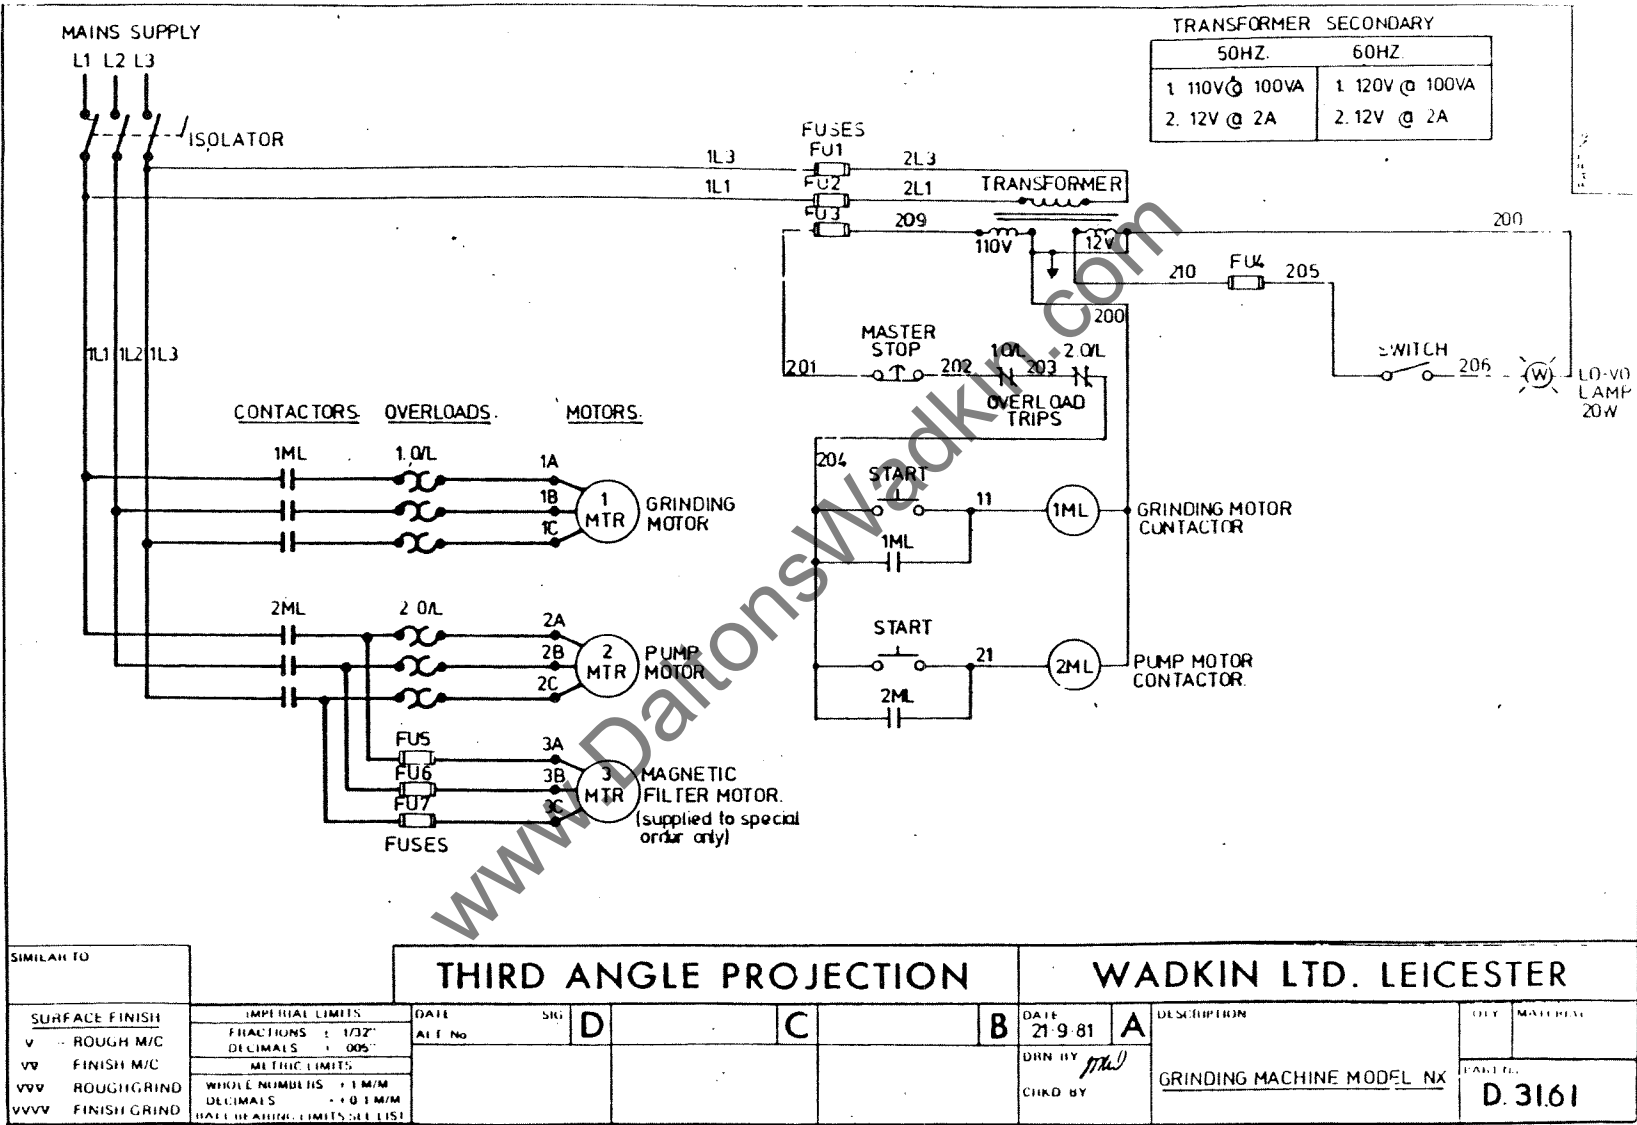 MAINS SUPPLY
L1 L2 L3
ISOLATOR
TRANSFORMER SECONDARY
50HZ. 60HZ.
1. 110V @ 100VA 1. 120V @ 100VA
2. 12V @ 2A 2. 12V @ 2A
FUSES
FU1
1L3 2L3
FU2
1L1 2L1 TRANSFORMER
FU3
209
110V 12V
200
210 FU4 205
200
MASTER
STOP
201 202 1.O/L 203 2.O/L
OVERLOAD
TRIPS
SWITCH
206 W
LO-VO
LAMP
20W
1L1 1L2 1L3
CONTACTORS. OVERLOADS. MOTORS.
1ML 1.O/L 1A
1B
1C
1
MTR
GRINDING
MOTOR
204
START
11 1ML
GRINDING MOTOR
CONTACTOR
1ML
2ML 2 O/L 2A
2B
2C
2
MTR
PUMP
MOTOR
START
21 2ML
PUMP MOTOR
CONTACTOR.
2ML
FU5 3A
FU6 3B
FU7 3C
FUSES
3
MTR
MAGNETIC
FILTER MOTOR.
(supplied to special
order only)
www.DaltonsWadkin.com
SIMILAR TO
THIRD ANGLE PROJECTION
WADKIN LTD. LEICESTER
SURFACE FINISH
V - ROUGH M/C
VV FINISH M/C
VVV ROUGH GRIND
VVVV FINISH GRIND
IMPERIAL LIMITS
FRACTIONS ± 1/32"
DECIMALS ± .005"
METRIC LIMITS
WHOLE NUMBERS ± 1 M/M
DECIMALS ± 0.1 M/M
BALL BEARING LIMITS SEE LIST
DATE SIG
ALT. No
D
C
B
DATE
21·9·81
A
DRN BY
CHKD BY
DESCRIPTION
GRINDING MACHINE MODEL NX
QTY MATERIAL
PART No.
D. 3161